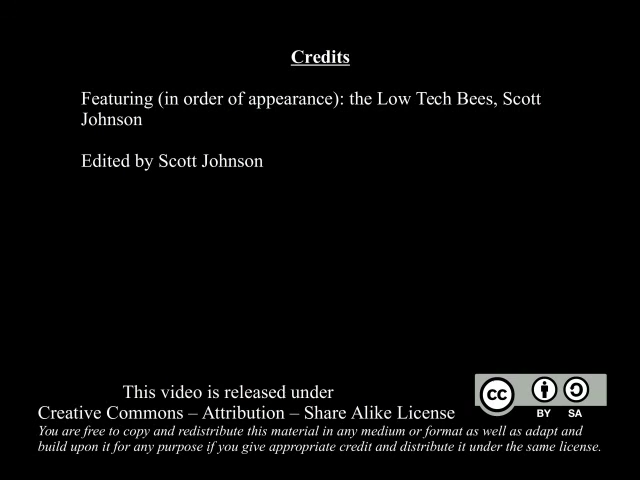 Credits
Featuring (in order of appearance): the Low Tech Bees, Scott
Johnson
Edited by Scott Johnson
This video is released under
Creative Commons – Attribution – Share Alike License
You are free to copy and redistribute this material in any medium or format as well as adapt and
build upon it for any purpose if you give appropriate credit and distribute it under the same license.
cc
BY SA